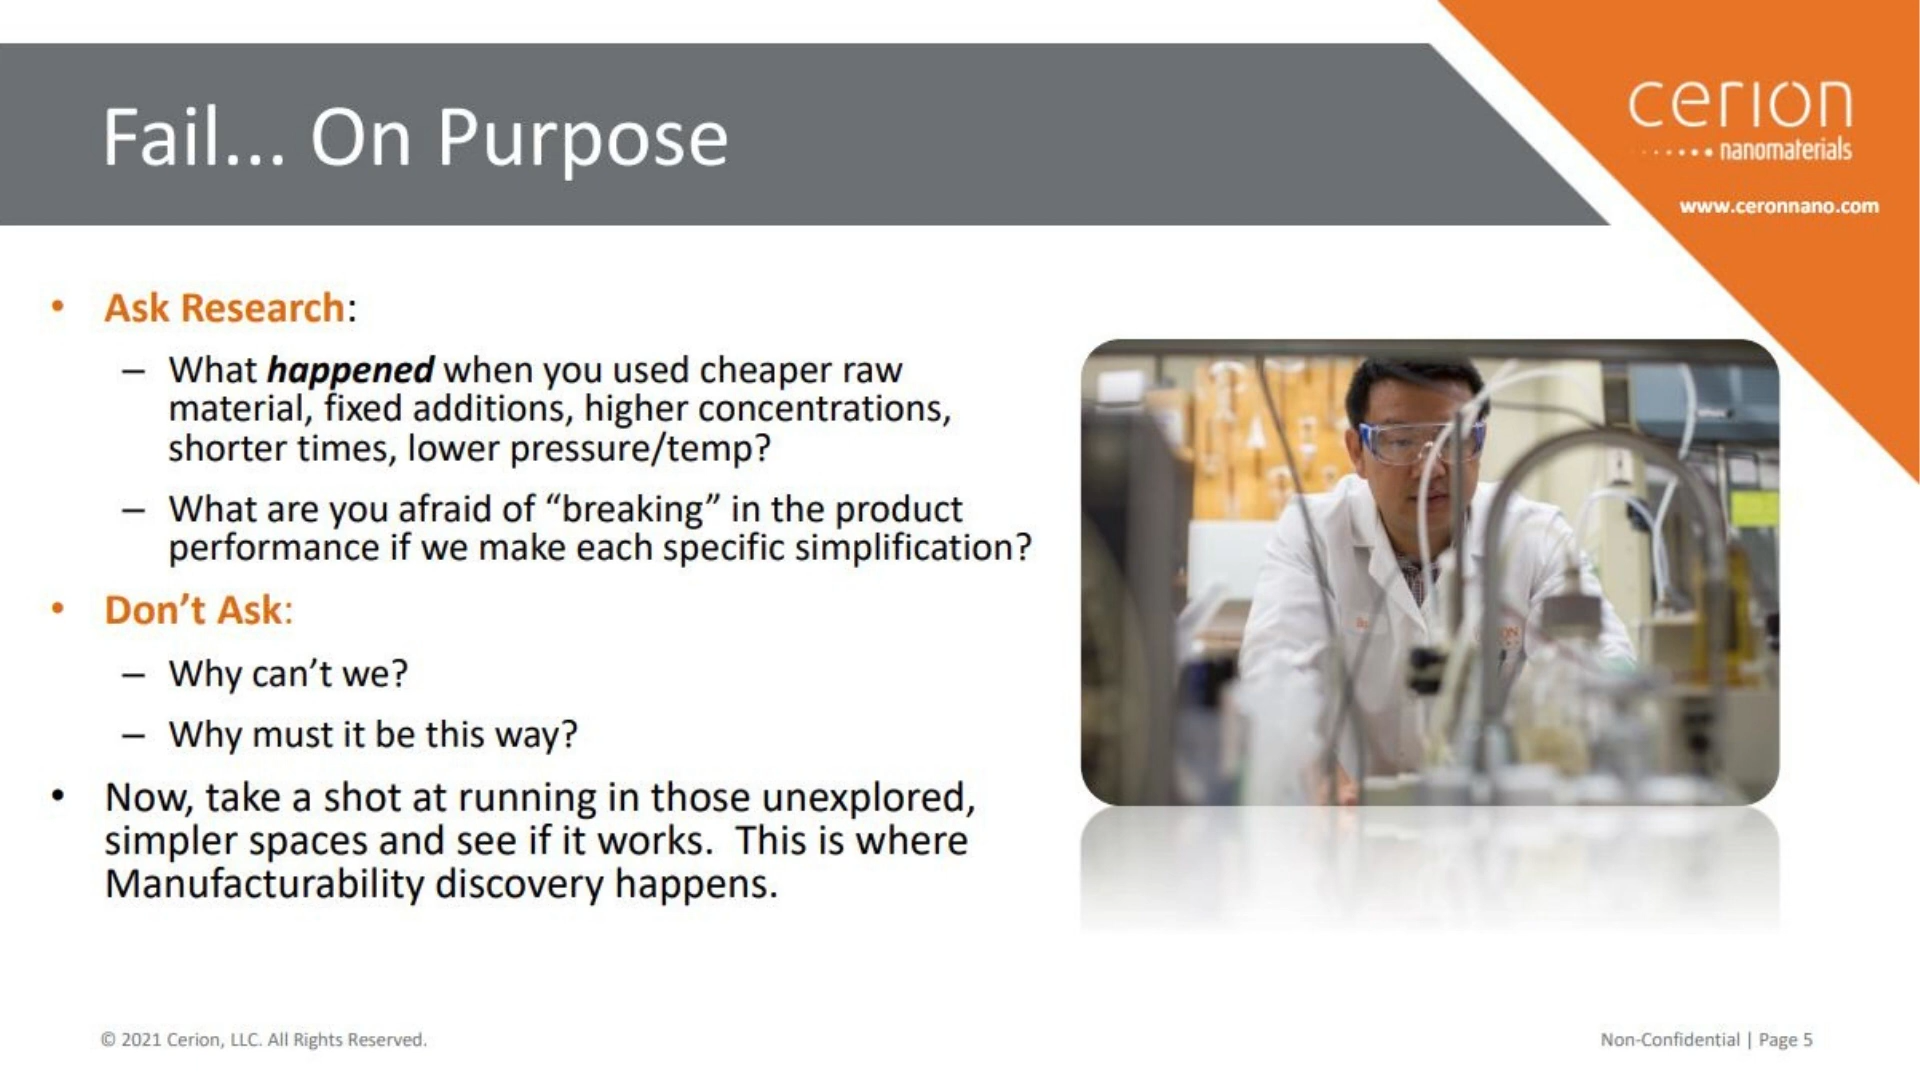 Fail... On Purpose
cerion
nanomaterials
www.ceronnano.com
• Ask Research:
– What happened when you used cheaper raw
material, fixed additions, higher concentrations,
shorter times, lower pressure/temp?
– What are you afraid of “breaking” in the product
performance if we make each specific simplification?
• Don’t Ask:
– Why can’t we?
– Why must it be this way?
• Now, take a shot at running in those unexplored,
simpler spaces and see if it works.  This is where
Manufacturability discovery happens.
© 2021 Cerion, LLC. All Rights Reserved.
Non-Confidential | Page 5